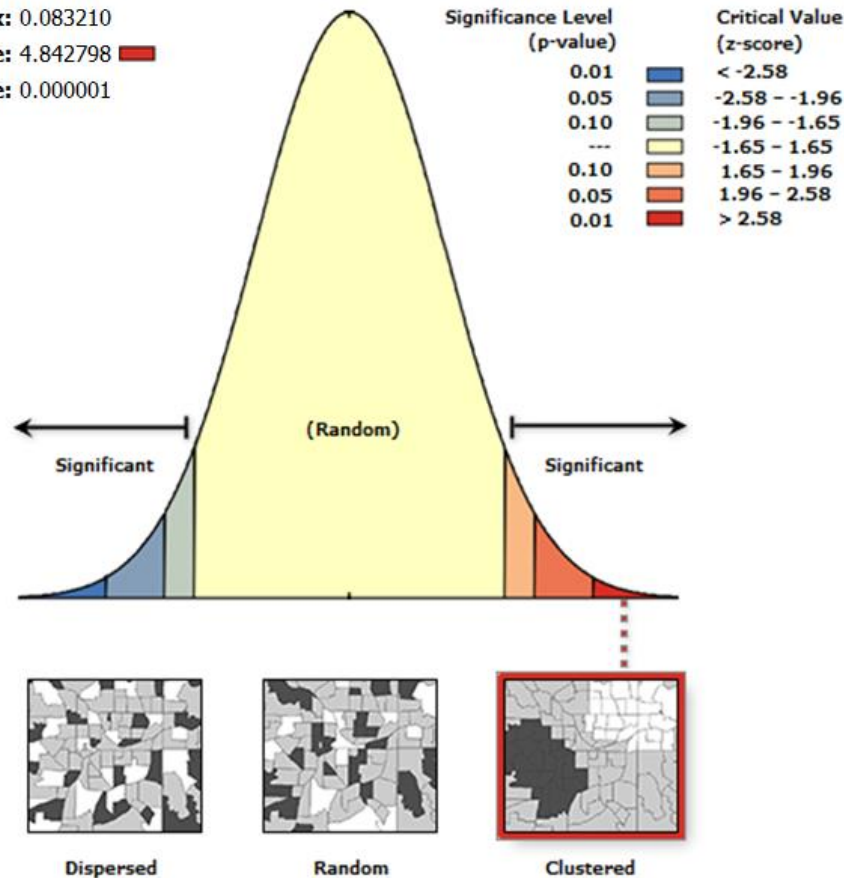 x: 0.083210
e: 4.842798
e: 0.000001
Significance Level
(p-value)
Critical Value
(z-score)
0.01 < -2.58
0.05 -2.58 – -1.96
0.10 -1.96 – -1.65
--- -1.65 – 1.65
0.10 1.65 – 1.96
0.05 1.96 – 2.58
0.01 > 2.58
(Random)
Significant
Significant
Dispersed
Random
Clustered